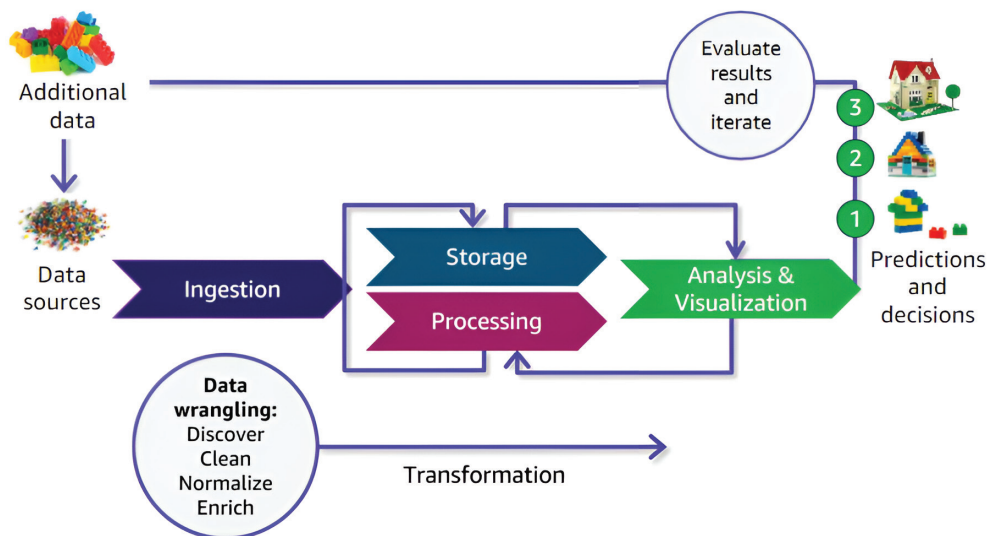 Additional
data
Evaluate
results
and
iterate
3
2
1
Data
sources
Ingestion
Storage
Processing
Analysis &
Visualization
Predictions
and
decisions
Data
wrangling:
Discover
Clean
Normalize
Enrich
Transformation